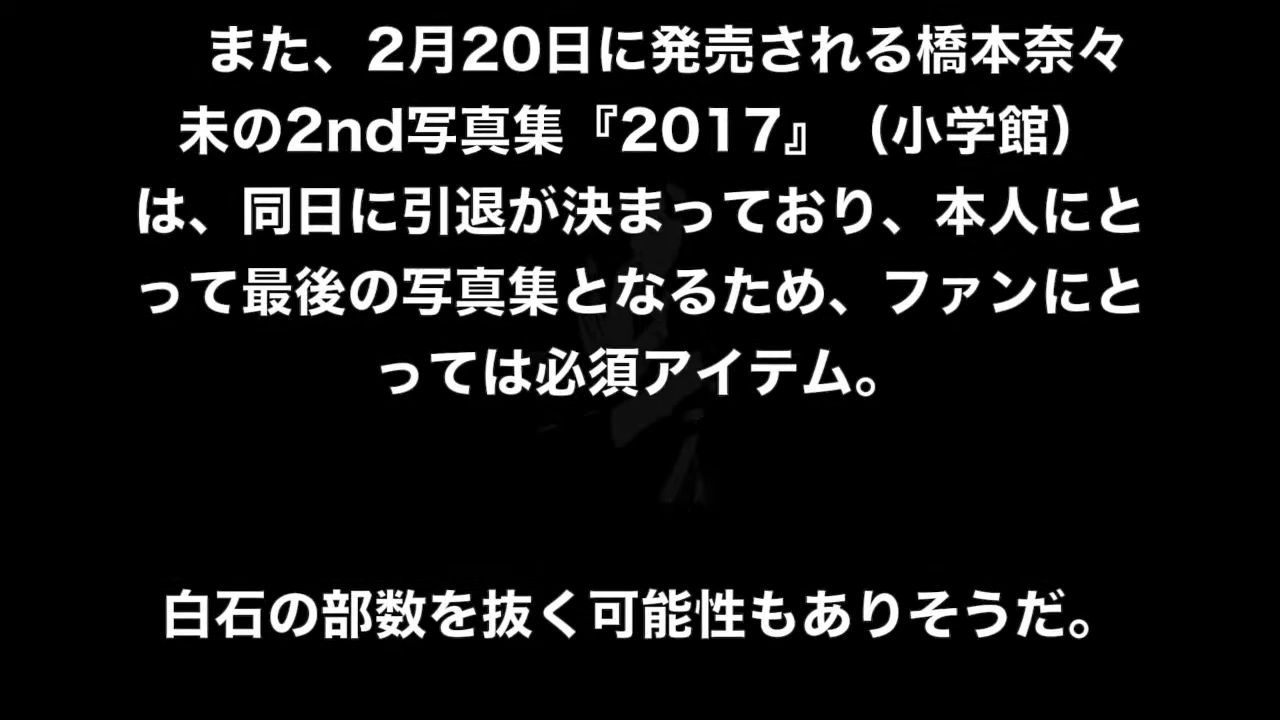 また、2月20日に発売される橋本奈々
未の2nd写真集『2017』（小学館）
は、同日に引退が決まっており、本人にと
って最後の写真集となるため、ファンにと
っては必須アイテム。
白石の部数を抜く可能性もありそうだ。